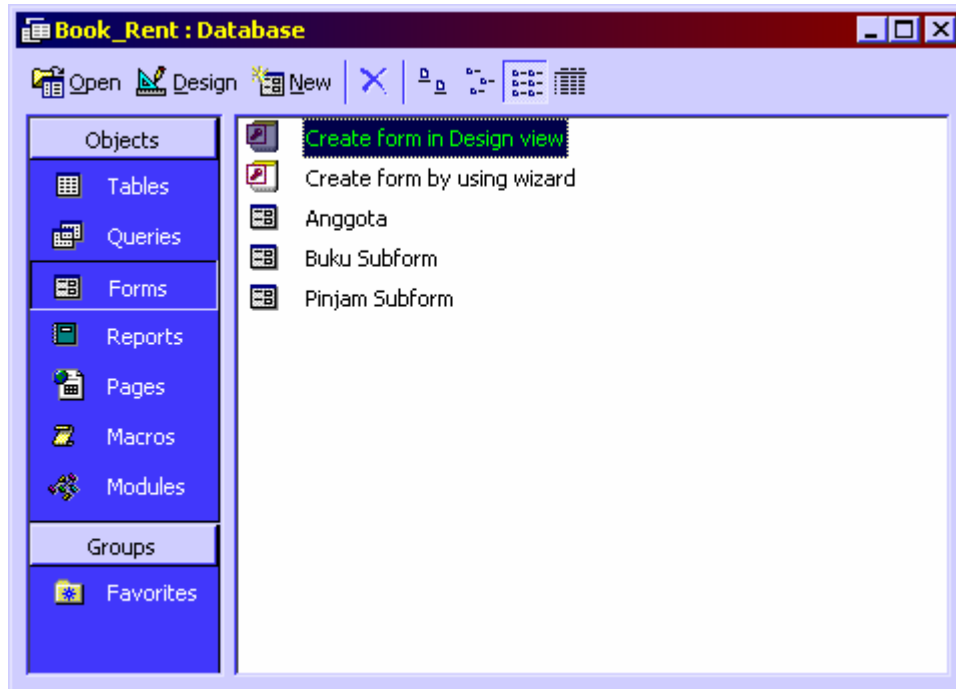 Book_Rent : Database
Open Design New
Objects
Tables
Queries
Forms
Reports
Pages
Macros
Modules
Groups
Favorites
Create form in Design view
Create form by using wizard
Anggota
Buku Subform
Pinjam Subform